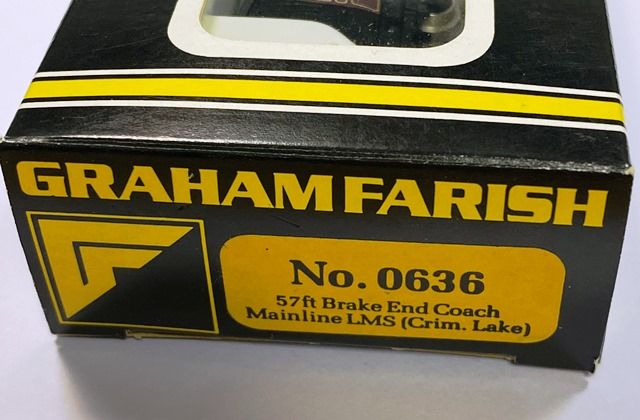 GRAHAM FARISH
No. 0636
57ft Brake End Coach
Mainline LMS (Crim. Lake)